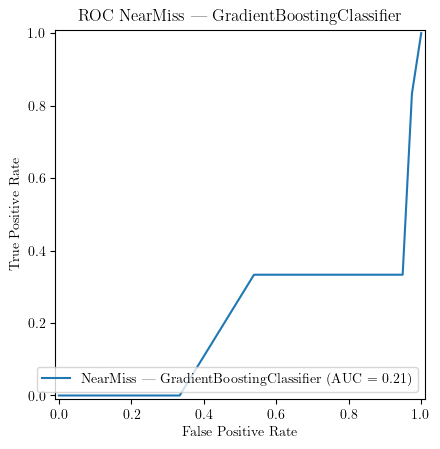 ROC NearMiss — GradientBoostingClassifier
1.0
0.8
0.6
0.4
0.2
0.0
True Positive Rate
NearMiss — GradientBoostingClassifier (AUC = 0.21)
0.0 0.2 0.4 0.6 0.8 1.0
False Positive Rate